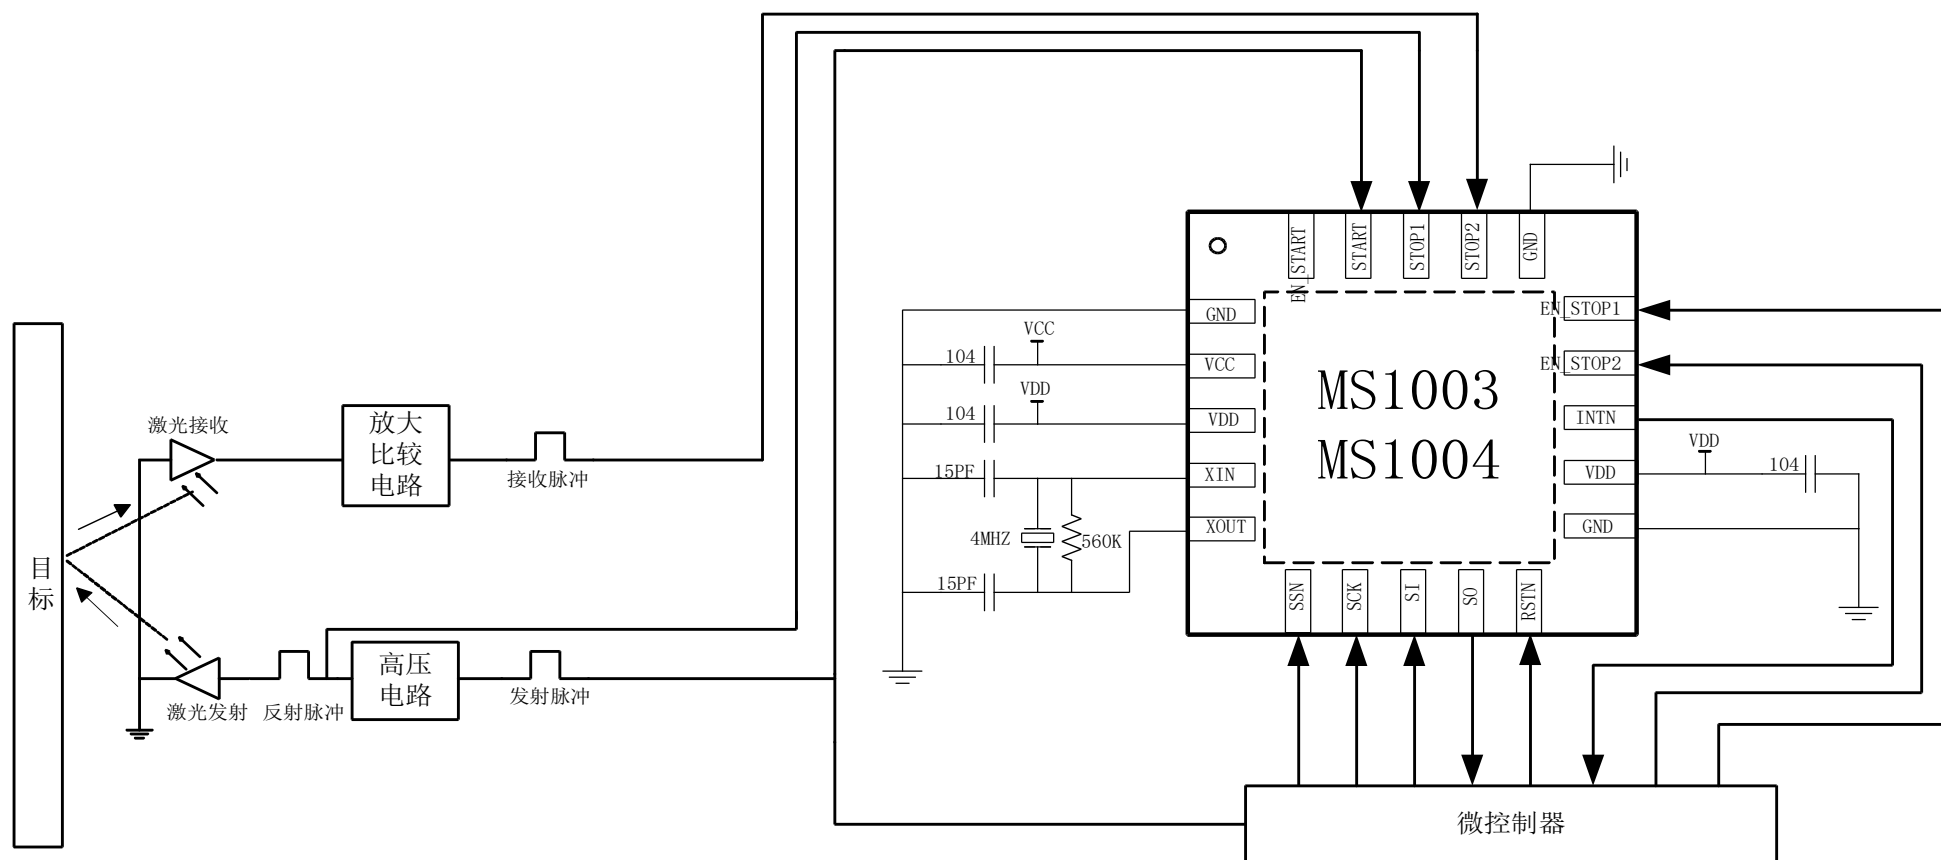 EN_START
START
STOP1
STOP2
GND
GND
VCC
VDD
XIN
XOUT
VCC
104
VDD
104
15PF
4MHZ
560K
15PF
MS1003
MS1004
EN_STOP1
EN_STOP2
INTN
VDD
GND
VDD
104
SSN
SCK
SI
SO
RSTN
激光接收
放大
比较
电路
接收脉冲
目
标
高压
电路
激光发射
反射脉冲
发射脉冲
微控制器